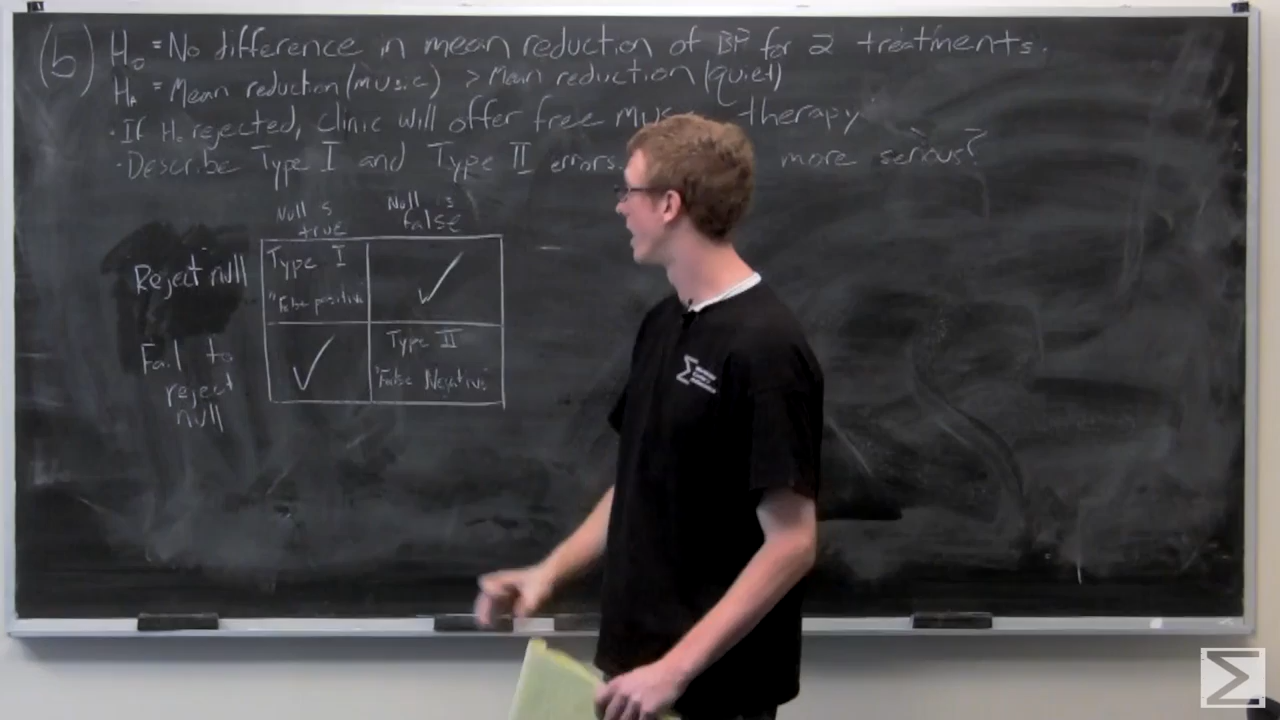 (b) H₀ = No difference in mean reduction of BP for 2 treatments.
Hₐ = Mean reduction (music) > Mean reduction (quiet)
· If H₀ rejected, clinic will offer free therapy
· Describe Type I and Type II errors. more serious?
Null is true
Null is false
Reject null
Type I
"False positive
✓
Fail to reject null
✓
Type II
"False Negative"
Σ
Σ